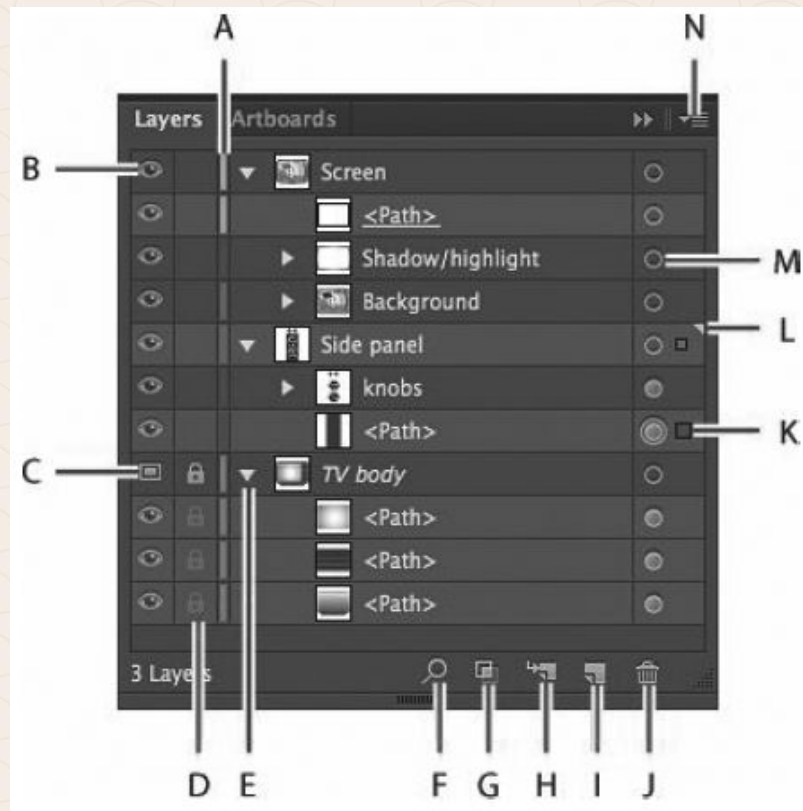 A
N
Layers Artboards
B
Screen
<Path>
Shadow/highlight
M
Background
L
Side panel
knobs
<Path>
K
C
TV body
<Path>
<Path>
<Path>
3 Layers
D E F G H I J